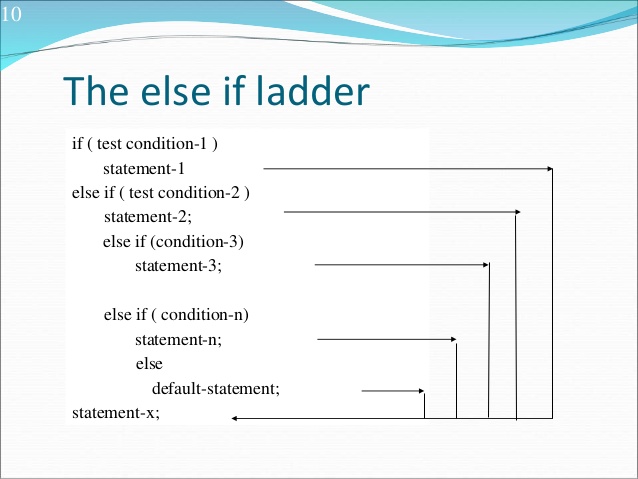 10
The else if ladder
if ( test condition-1 )
statement-1
else if ( test condition-2 )
statement-2;
else if (condition-3)
statement-3;
else if ( condition-n)
statement-n;
else
default-statement;
statement-x;